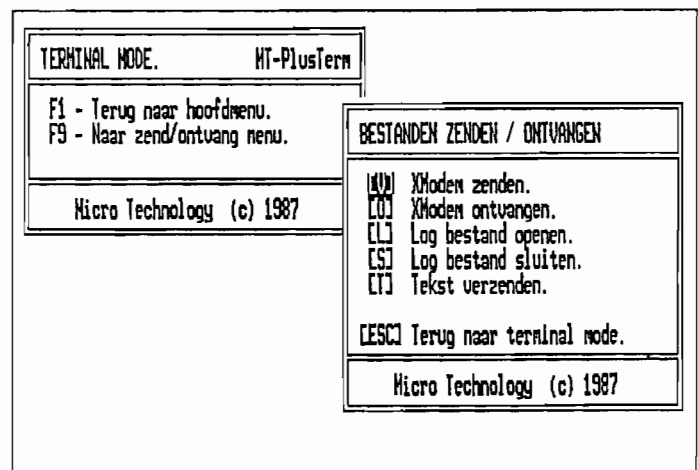 TERMINAL MODE. MT-PlusTerm
F1 - Terug naar hoofdmenu.
F9 - Naar zend/ontvang menu.
Micro Technology (c) 1987
BESTANDEN ZENDEN / ONTVANGEN
[V] XModem zenden.
[O] XModem ontvangen.
[L] Log bestand openen.
[S] Log bestand sluiten.
[T] Tekst verzenden.
[ESC] Terug naar terminal mode.
Micro Technology (c) 1987